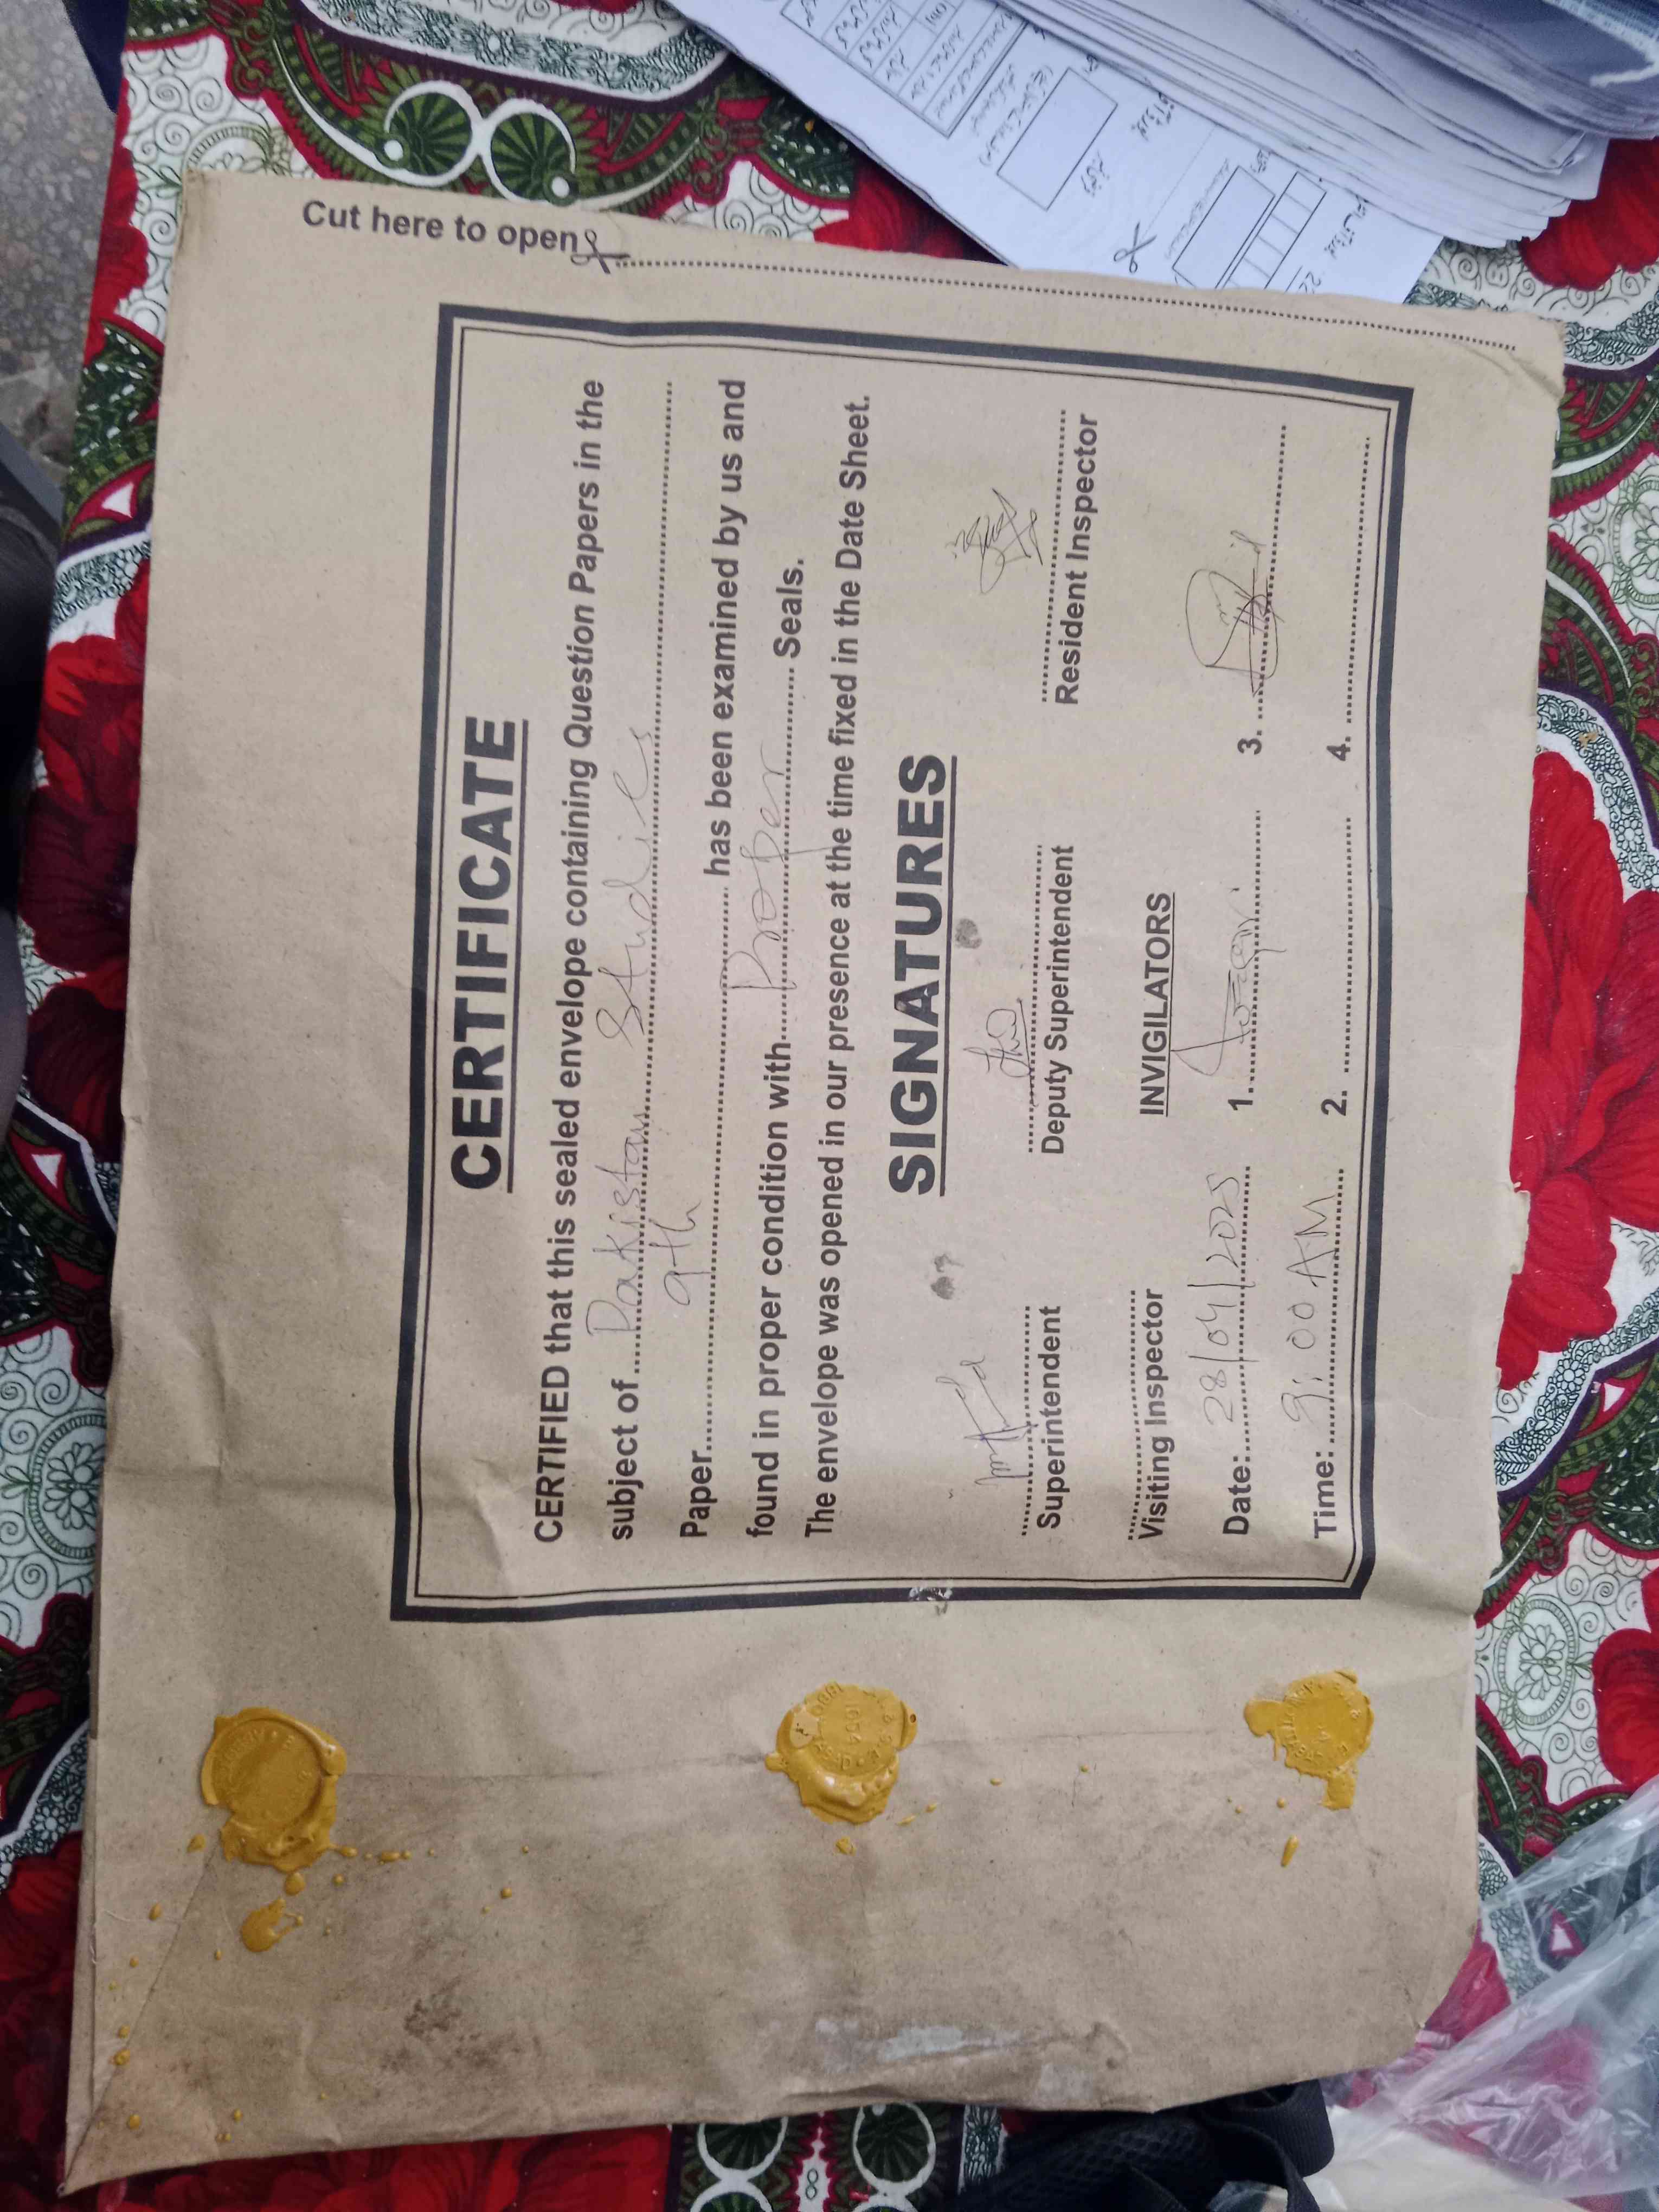 Cut here to open
CERTIFICATE
CERTIFIED that this sealed envelope containing Question Papers in the
subject of Pakistan Studies
Paper 9th has been examined by us and
found in proper condition with Proper Seals.
The envelope was opened in our presence at the time fixed in the Date Sheet.
SIGNATURES
Superintendent Deputy Superintendent Resident Inspector
Visiting Inspector INVIGILATORS
Date: 28/04/2025 1. 3.
Time: 9:00 AM 2. 4.